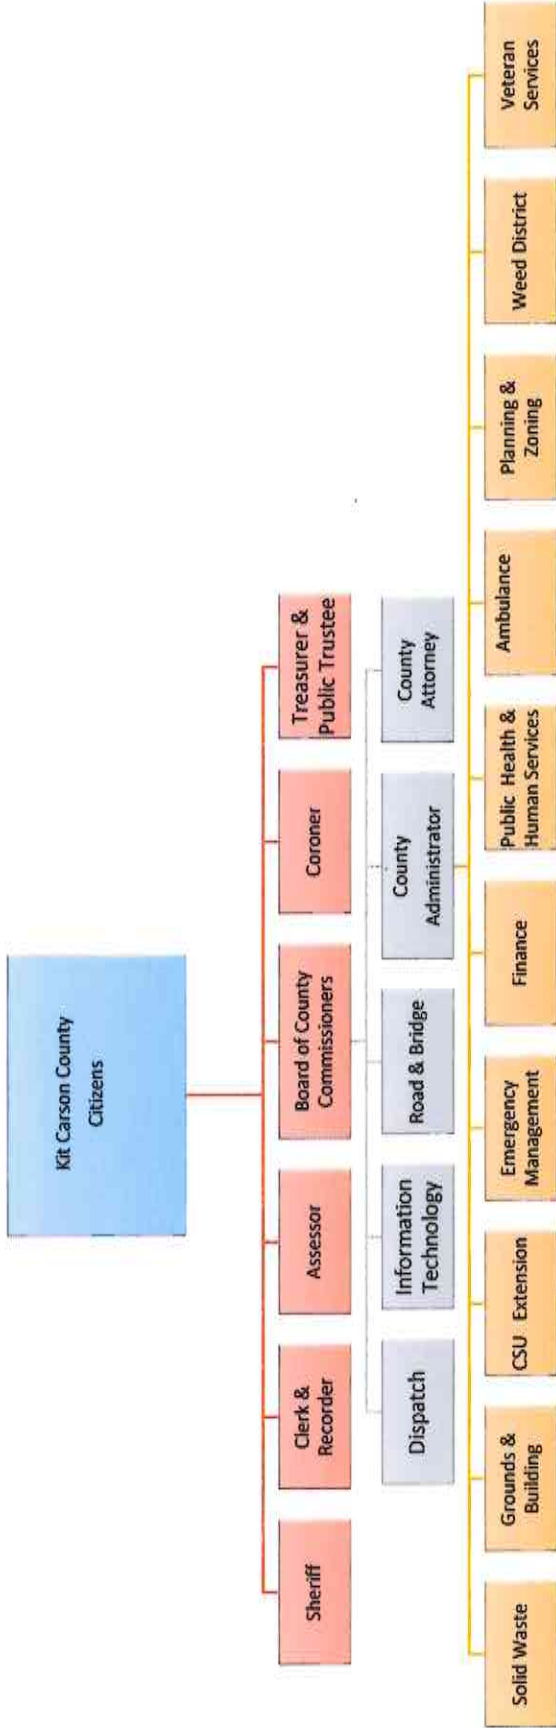 Kit Carson County
Citizens
Sheriff
Clerk &
Recorder
Assessor
Board of County
Commissioners
Coroner
Treasurer &
Public Trustee
Dispatch
Information
Technology
Road & Bridge
County
Administrator
County
Attorney
Solid Waste
Grounds &
Building
CSU Extension
Emergency
Management
Finance
Public Health &
Human Services
Ambulance
Planning &
Zoning
Weed District
Veteran
Services